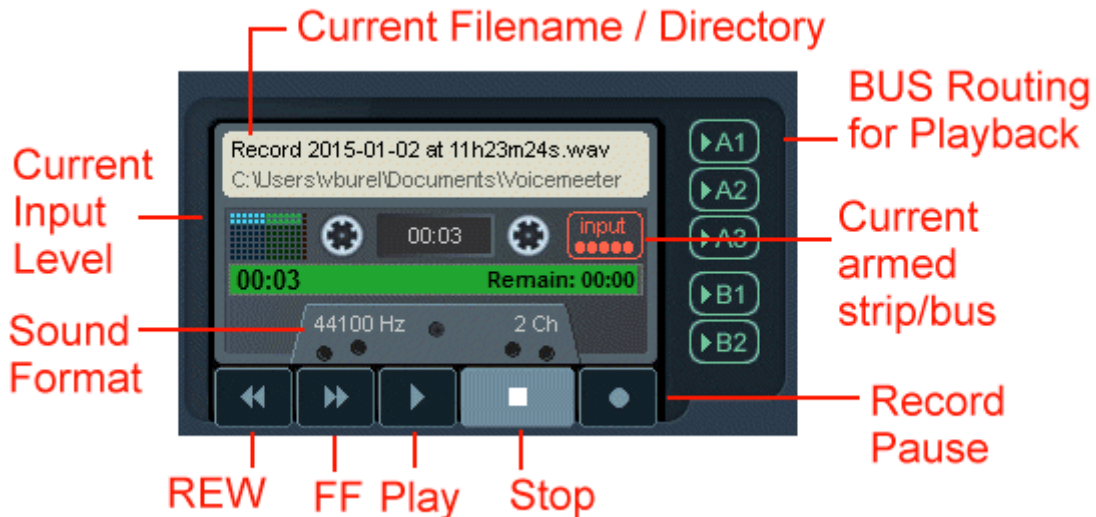 Current Filename / Directory
BUS Routing
for Playback
Current
Input
Level
Record 2015-01-02 at 11h23m24s.wav
C:\Users\vburel\Documents\Voicemeeter
A1
A2
A3
B1
B2
00:03
input
Current
armed
strip/bus
00:03
Remain: 00:00
Sound
Format
44100 Hz
2 Ch
Record
Pause
REW
FF
Play
Stop